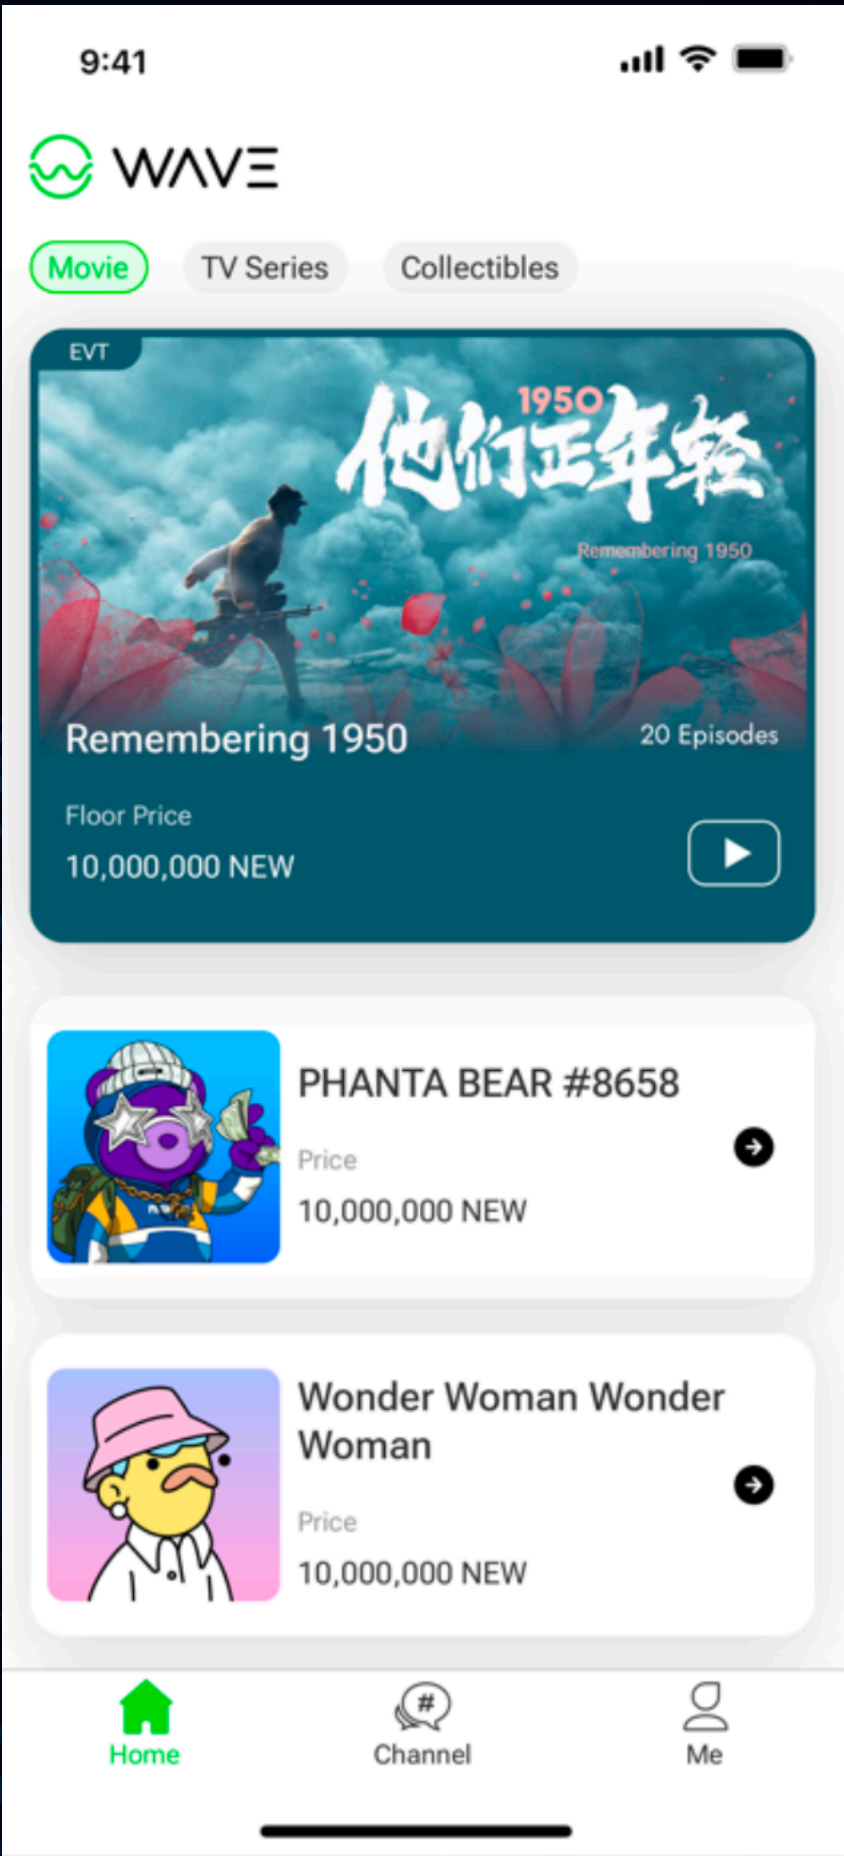 9:41
WAVE
Movie
TV Series
Collectibles
EVT
1950
他们正年轻
Remembering 1950
Remembering 1950
20 Episodes
Floor Price
10,000,000 NEW
PHANTA BEAR #8658
Price
10,000,000 NEW
Wonder Woman Wonder
Woman
Price
10,000,000 NEW
#
Home
Channel
Me